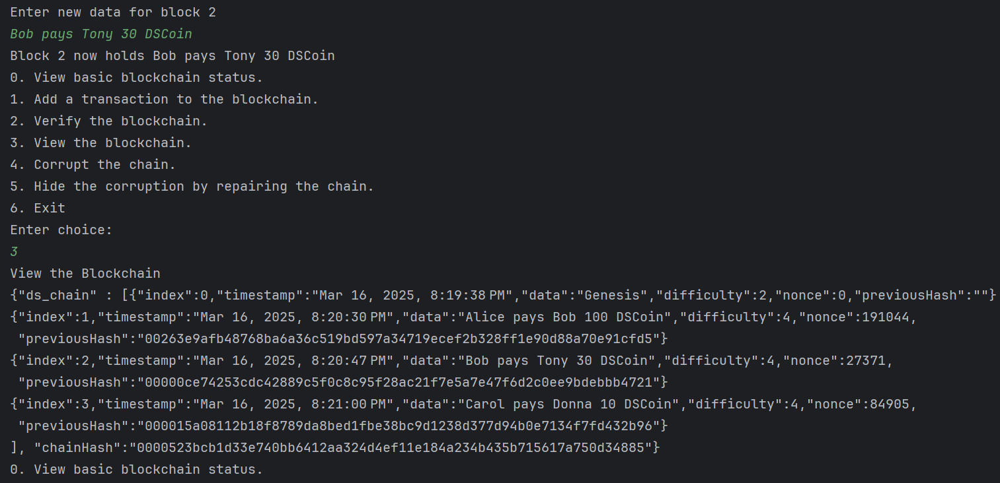 Enter new data for block 2
Bob pays Tony 30 DSCoin
Block 2 now holds Bob pays Tony 30 DSCoin
0. View basic blockchain status.
1. Add a transaction to the blockchain.
2. Verify the blockchain.
3. View the blockchain.
4. Corrupt the chain.
5. Hide the corruption by repairing the chain.
6. Exit
Enter choice:
3
View the Blockchain
{"ds_chain" : [{"index":0,"timestamp":"Mar 16, 2025, 8:19:38 PM","data":"Genesis","difficulty":2,"nonce":0,"previousHash":""}
{"index":1,"timestamp":"Mar 16, 2025, 8:20:30 PM","data":"Alice pays Bob 100 DSCoin","difficulty":4,"nonce":191044,
 "previousHash":"00263e9afb48768ba6a36c519bd597a34719ecef2b328ff1e90d88a70e91cfd5"}
{"index":2,"timestamp":"Mar 16, 2025, 8:20:47 PM","data":"Bob pays Tony 30 DSCoin","difficulty":4,"nonce":27371,
 "previousHash":"00000ce74253cdc42889c5f0c8c95f28ac21f7e5a7e47f6d2c0ee9bdebbb4721"}
{"index":3,"timestamp":"Mar 16, 2025, 8:21:00 PM","data":"Carol pays Donna 10 DSCoin","difficulty":4,"nonce":84905,
 "previousHash":"000015a08112b18f8789da8bed1fbe38bc9d1238d377d94b0e7134f7fd432b96"}
], "chainHash":"0000523bcb1d33e740bb6412aa324d4ef11e184a234b435b715617a750d34885"}
0. View basic blockchain status.